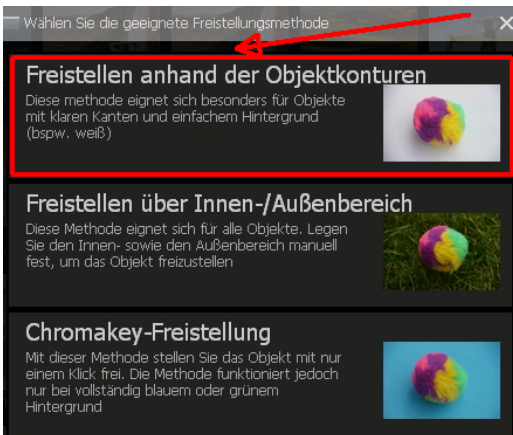 Wählen Sie die geeignete Freistellungsmethode
Freistellen anhand der Objektkonturen
Diese methode eignet sich besonders für Objekte
mit klaren Kanten und einfachem Hintergrund
(bspw. weiß)
Freistellen über Innen-/Außenbereich
Diese Methode eignet sich für alle Objekte. Legen
Sie den Innen- sowie den Außenbereich manuell
fest, um das Objekt freizustellen
Chromakey-Freistellung
Mit dieser Methode stellen Sie das Objekt mit nur
einem Klick frei. Die Methode funktioniert jedoch
nur bei vollständig blauem oder grünem
Hintergrund